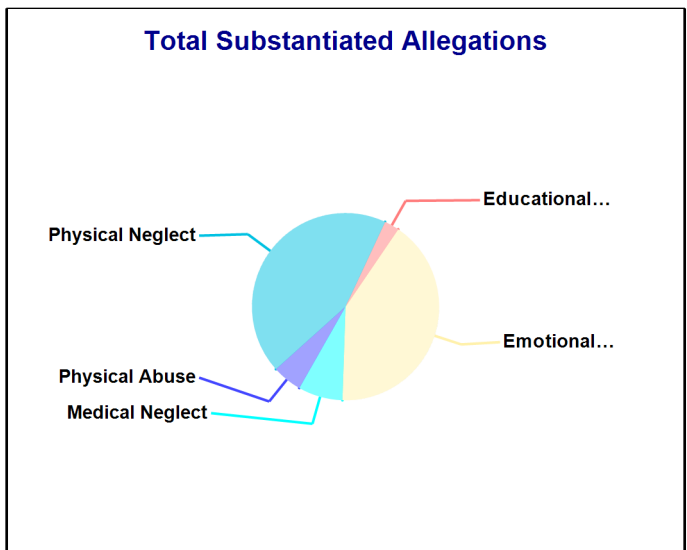 Total Substantiated Allegations
Educational...
Physical Neglect
Emotional...
Physical Abuse
Medical Neglect